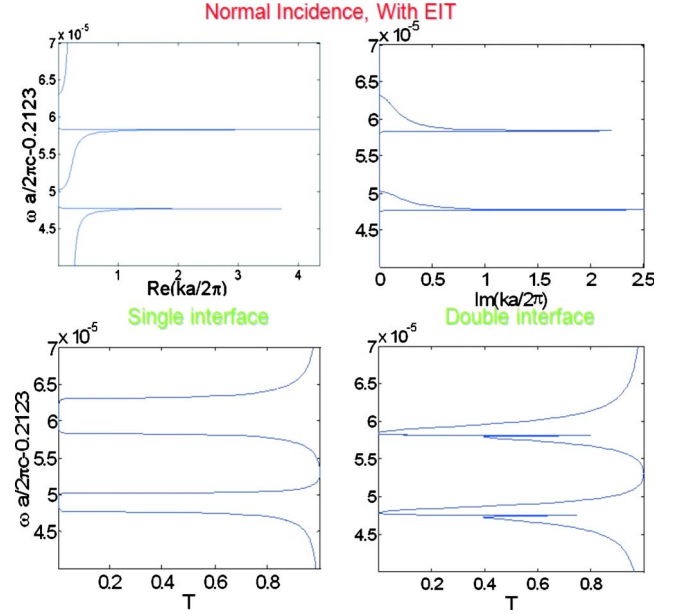 Normal Incidence, With EIT
7 x 10⁻⁵
6.5
6
5.5
5
4.5
ω a/2πc-0.2123
1 2 3 4
Re(ka/2π)
7 x 10⁻⁵
6.5
6
5.5
5
4.5
0 0.5 1 1.5 2 2.5
Im(ka/2π)
Single interface
7 x 10⁻⁵
6.5
6
5.5
5
4.5
ω a/2πc-0.2123
0.2 0.4 0.6 0.8
T
Double interface
7 x 10⁻⁵
6.5
6
5.5
5
4.5
0.2 0.4 0.6 0.8
T